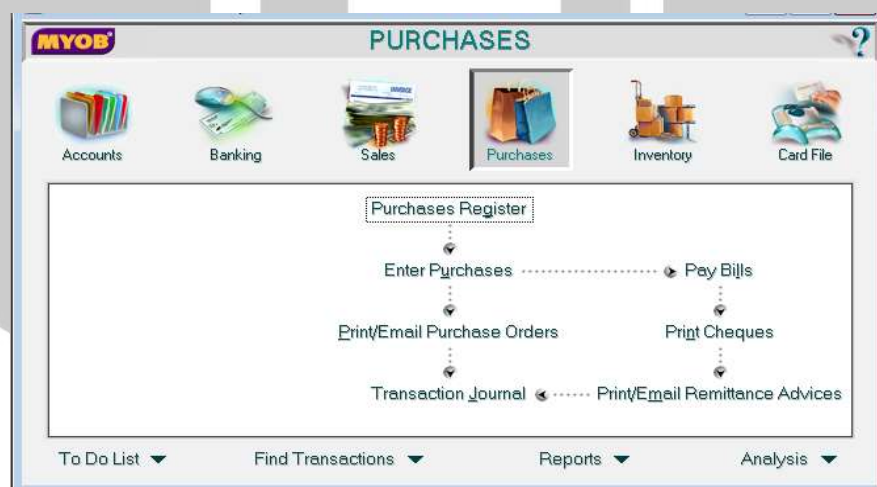 MYOB
PURCHASES
?
Accounts Banking Sales Purchases Inventory Card File
Purchases Register
Enter Purchases Pay Bills
Print/Email Purchase Orders Print Cheques
Transaction Journal Print/Email Remittance Advices
To Do List Find Transactions Reports Analysis